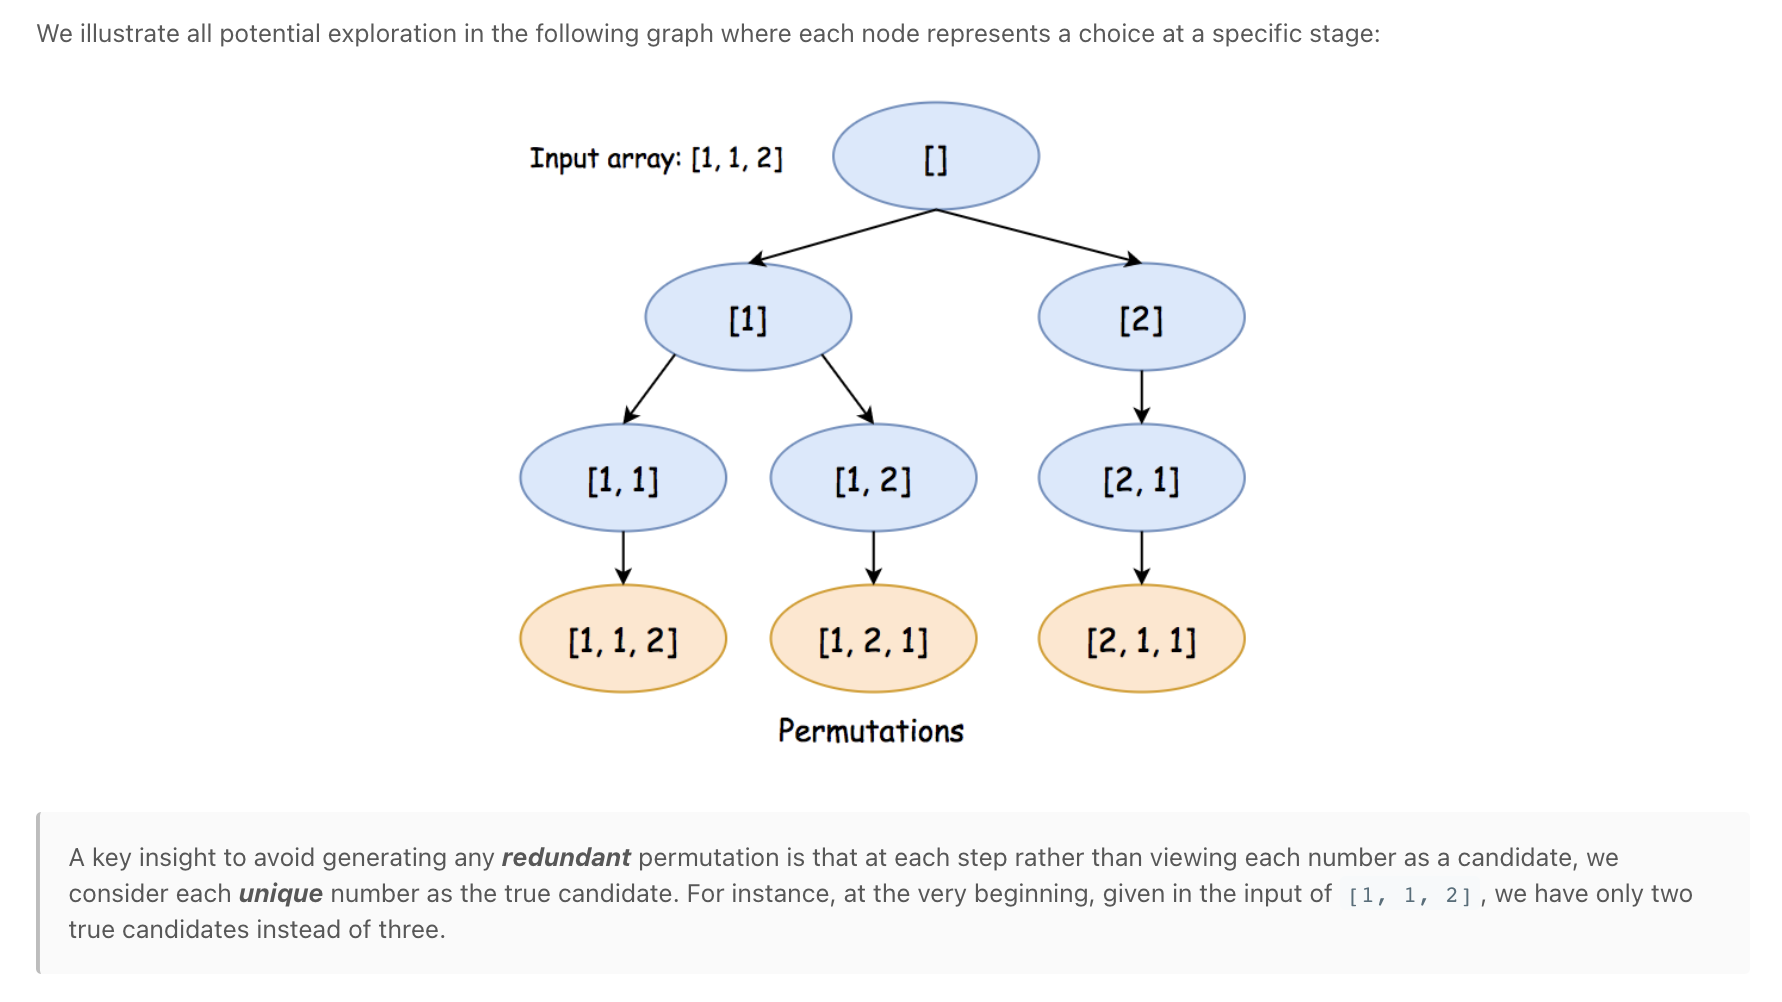 We illustrate all potential exploration in the following graph where each node represents a choice at a specific stage:
Input array: [1, 1, 2]
[]
[1]
[2]
[1, 1]
[1, 2]
[2, 1]
[1, 1, 2]
[1, 2, 1]
[2, 1, 1]
Permutations
A key insight to avoid generating any redundant permutation is that at each step rather than viewing each number as a candidate, we
consider each unique number as the true candidate. For instance, at the very beginning, given in the input of [1, 1, 2] , we have only two
true candidates instead of three.